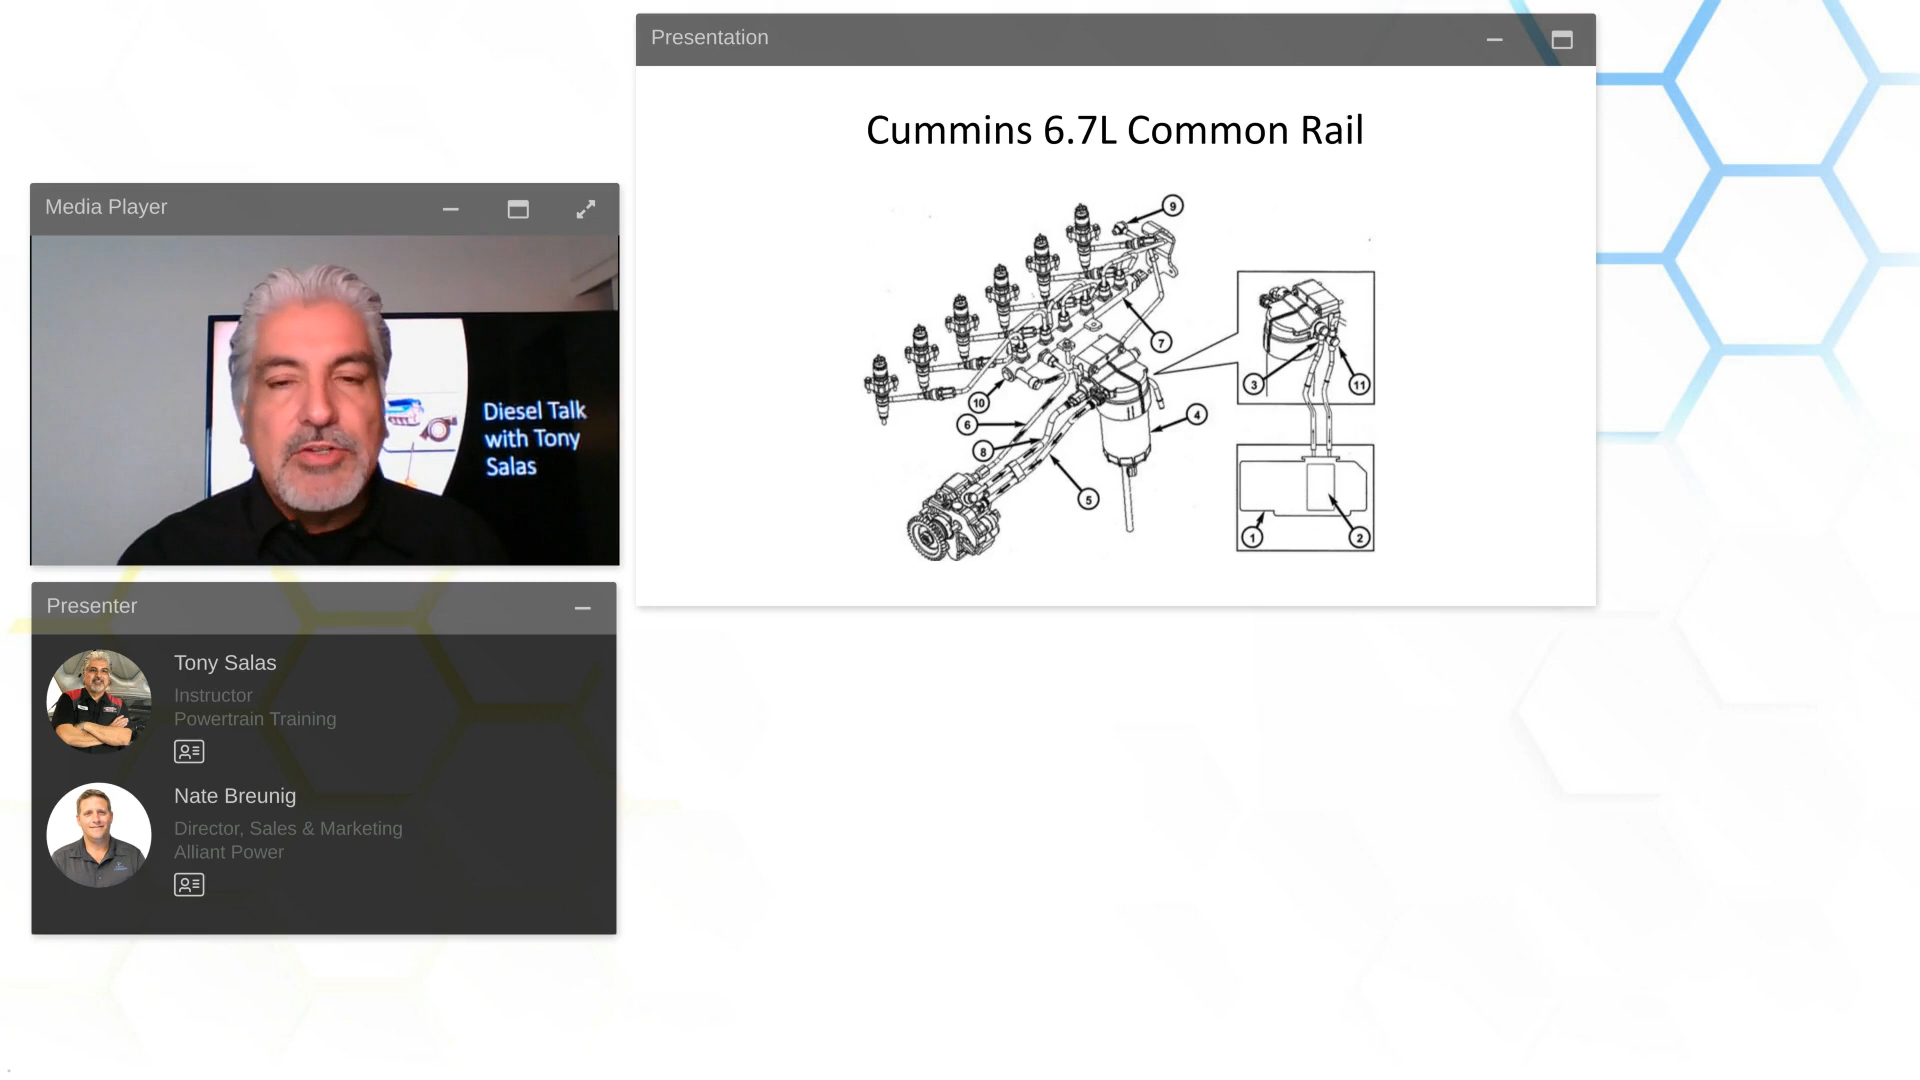 Presentation
Cummins 6.7L Common Rail
9
7
3
11
10
6
4
8
5
1
2
Media Player
Diesel Talk
with Tony
Salas
Presenter
Tony Salas
Instructor
Powertrain Training
Nate Breunig
Director, Sales & Marketing
Alliant Power